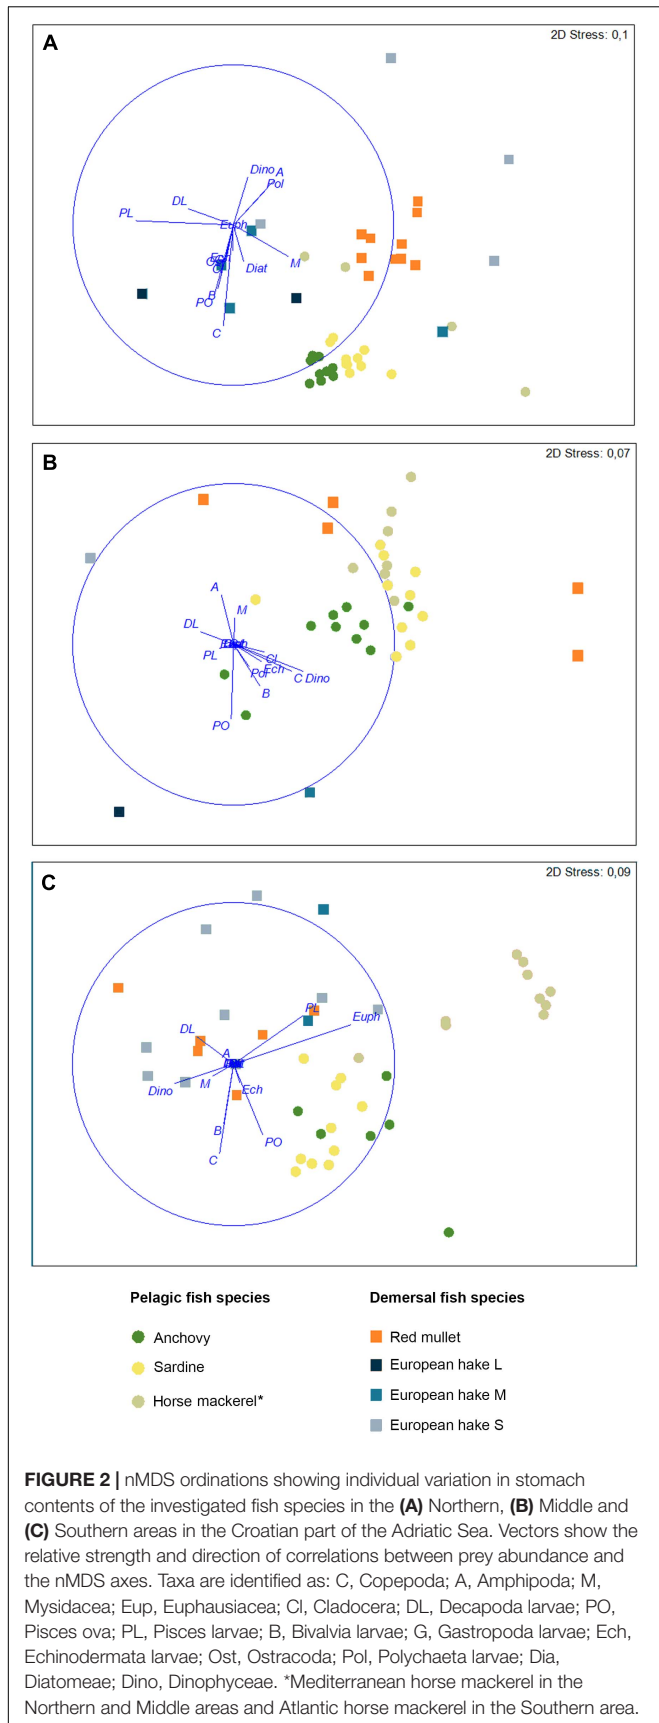 A
2D Stress: 0,1
Dino
A
Pol
DL
PL
Euph
Diat
M
B
PO
C
B
2D Stress: 0,07
A
M
DL
PL
Cl
Ech
Pol
C
Dino
B
PO
C
2D Stress: 0,09
PL
Euph
DL
A
M
Dino
Ech
B
PO
C
Pelagic fish species
Anchovy
Sardine
Horse mackerel*
Demersal fish species
Red mullet
European hake L
European hake M
European hake S
FIGURE 2 | nMDS ordinations showing individual variation in stomach
contents of the investigated fish species in the (A) Northern, (B) Middle and
(C) Southern areas in the Croatian part of the Adriatic Sea. Vectors show the
relative strength and direction of correlations between prey abundance and
the nMDS axes. Taxa are identified as: C, Copepoda; A, Amphipoda; M,
Mysidacea; Eup, Euphausiacea; Cl, Cladocera; DL, Decapoda larvae; PO,
Pisces ova; PL, Pisces larvae; B, Bivalvia larvae; G, Gastropoda larvae; Ech,
Echinodermata larvae; Ost, Ostracoda; Pol, Polychaeta larvae; Dia,
Diatomeae; Dino, Dinophyceae. *Mediterranean horse mackerel in the
Northern and Middle areas and Atlantic horse mackerel in the Southern area.